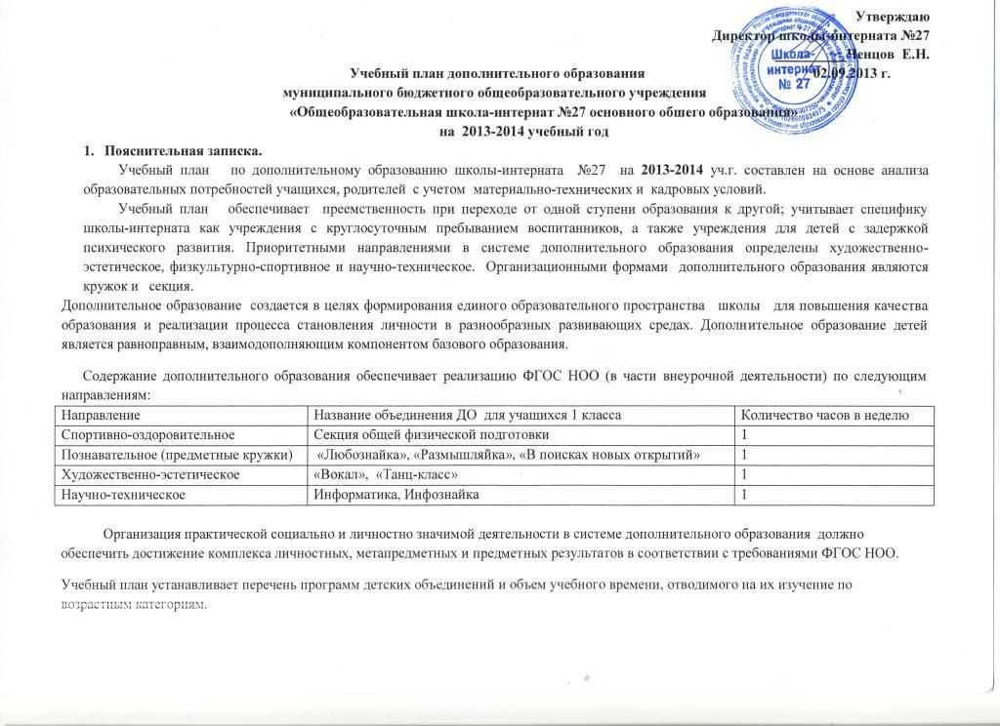 Утверждаю
Директор школы-интерната №27
Ченцов Е.Н.
02.09.2013 г.
Школа-
интернат
№ 27
Учебный план дополнительного образования
муниципального бюджетного общеобразовательного учреждения
«Общеобразовательная школа-интернат №27 основного обшего образования»
на 2013-2014 учебный год
1. Пояснительная записка.
Учебный план по дополнительному образованию школы-интерната №27 на 2013-2014 уч.г. составлен на основе анализа
образовательных потребностей учащихся, родителей с учетом материально-технических и кадровых условий.
Учебный план обеспечивает преемственность при переходе от одной ступени образования к другой; учитывает специфику
школы-интерната как учреждения с круглосуточным пребыванием воспитанников, а также учреждения для детей с задержкой
психического развития. Приоритетными направлениями в системе дополнительного образования определены художественно-
эстетическое, физкультурно-спортивное и научно-техническое. Организационными формами дополнительного образования являются
кружок и секция.
Дополнительное образование создается в целях формирования единого образовательного пространства школы для повышения качества
образования и реализации процесса становления личности в разнообразных развивающих средах. Дополнительное образование детей
является равноправным, взаимодополняющим компонентом базового образования.
Содержание дополнительного образования обеспечивает реализацию ФГОС НОО (в части внеурочной деятельности) по следующим
направлениям:
Направление Название объединения ДО для учащихся 1 класса Количество часов в неделю
Спортивно-оздоровительное Секция общей физической подготовки 1
Познавательное (предметные кружки) «Любознайка», «Размышляйка», «В поисках новых открытий» 1
Художественно-эстетическое «Вокал», «Танц-класс» 1
Научно-техническое Информатика, Инфознайка 1
Организация практической социально и личностно значимой деятельности в системе дополнительного образования должно
обеспечить достижение комплекса личностных, метапредметных и предметных результатов в соответствии с требованиями ФГОС НОО.
Учебный план устанавливает перечень программ детских объединений и объем учебного времени, отводимого на их изучение по
возрастным категориям.